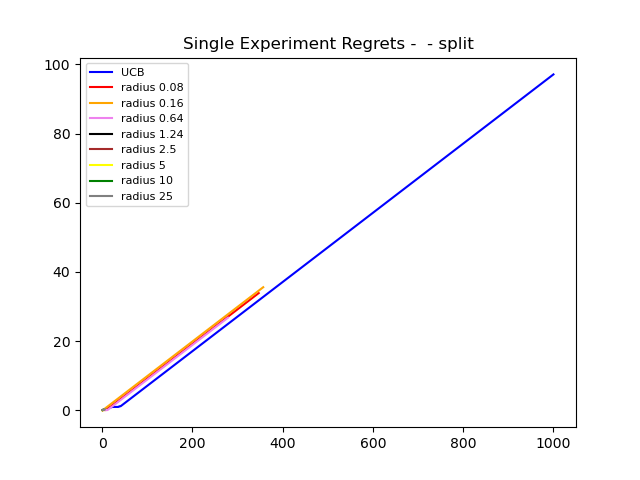 Single Experiment Regrets -  - split
100
80
60
40
20
0
UCB
radius 0.08
radius 0.16
radius 0.64
radius 1.24
radius 2.5
radius 5
radius 10
radius 25
0 200 400 600 800 1000